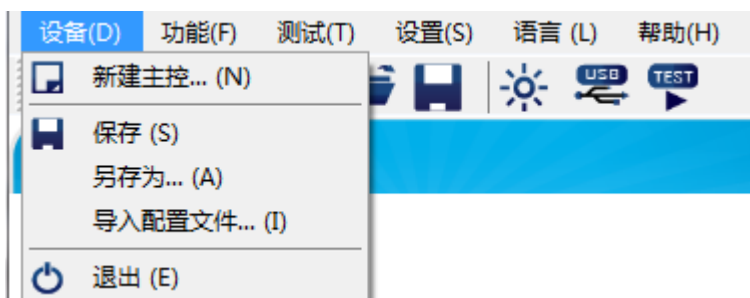 设备(D) 功能(F) 测试(T) 设置(S) 语言 (L) 帮助(H)
新建主控... (N)
USB TEST
保存 (S)
另存为... (A)
导入配置文件... (I)
退出 (E)